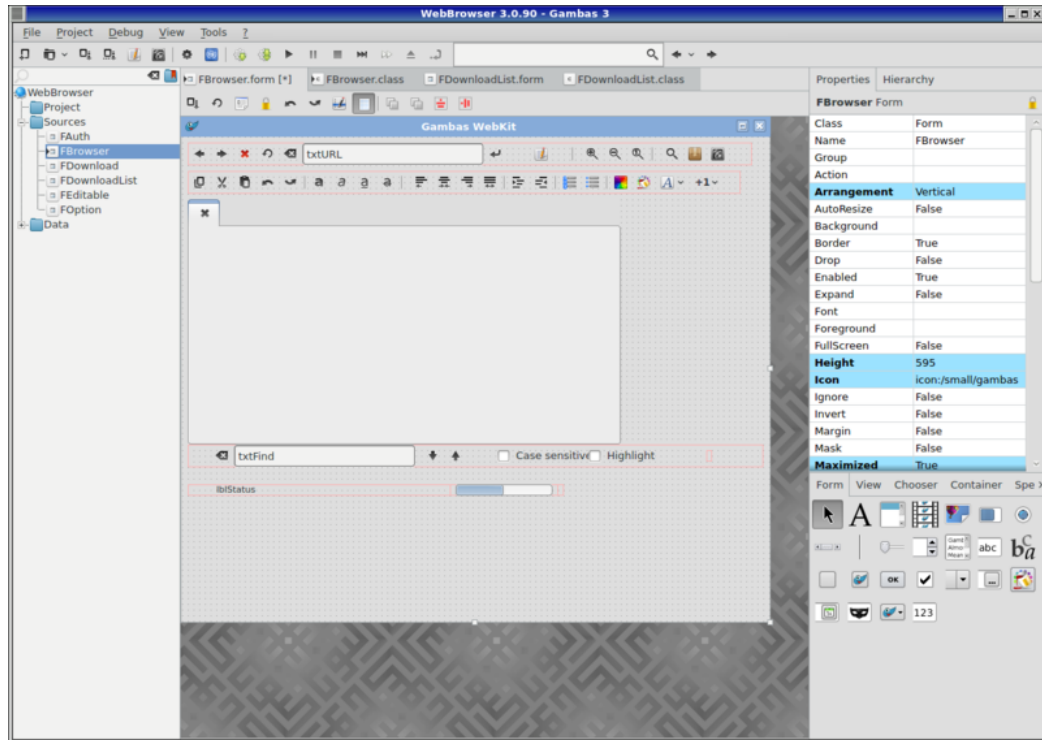 WebBrowser 3.0.90 - Gambas 3
File Project Debug View Tools ?
FBrowser.form [*] FBrowser.class FDownloadList.form FDownloadList.class
WebBrowser
Project
Sources
FAuth
FBrowser
FDownload
FDownloadList
FEditable
FOption
Data
Gambas WebKit
txtURL
a a a a +1
txtFind
Case sensitive Highlight
lblStatus
Properties Hierarchy
FBrowser Form
Class Form
Name FBrowser
Group
Action
Arrangement Vertical
AutoResize False
Background
Border True
Drop False
Enabled True
Expand False
Font
Foreground
FullScreen False
Height 595
Icon icon:/small/gambas
Ignore False
Invert False
Margin False
Mask False
Maximized True
Form View Chooser Container Spe
A
abc
OK
123